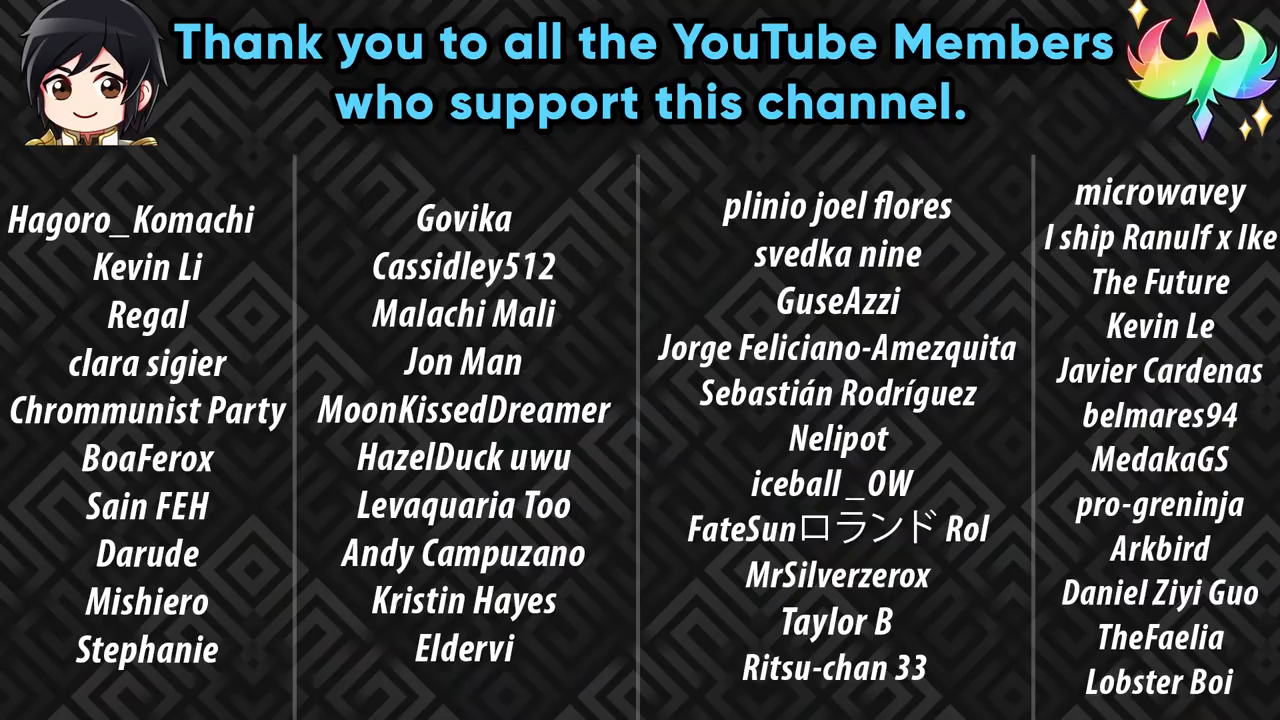 Thank you to all the YouTube Members
who support this channel.
Hagoro_Komachi
Kevin Li
Regal
clara sigier
Chrommunist Party
BoaFerox
Sain FEH
Darude
Mishiero
Stephanie
Govika
Cassidley512
Malachi Mali
Jon Man
MoonKissedDreamer
HazelDuck uwu
Levaquaria Too
Andy Campuzano
Kristin Hayes
Eldervi
plinio joel flores
svedka nine
GuseAzzi
Jorge Feliciano-Amezquita
Sebastián Rodríguez
Nelipot
iceball _OW
FateSunロランド Rol
MrSilverzerox
Taylor B
Ritsu-chan 33
microwavey
I ship Ranulf x Ike
The Future
Kevin Le
Javier Cardenas
belmares94
MedakaGS
pro-greninja
Arkbird
Daniel Ziyi Guo
TheFaelia
Lobster Boi